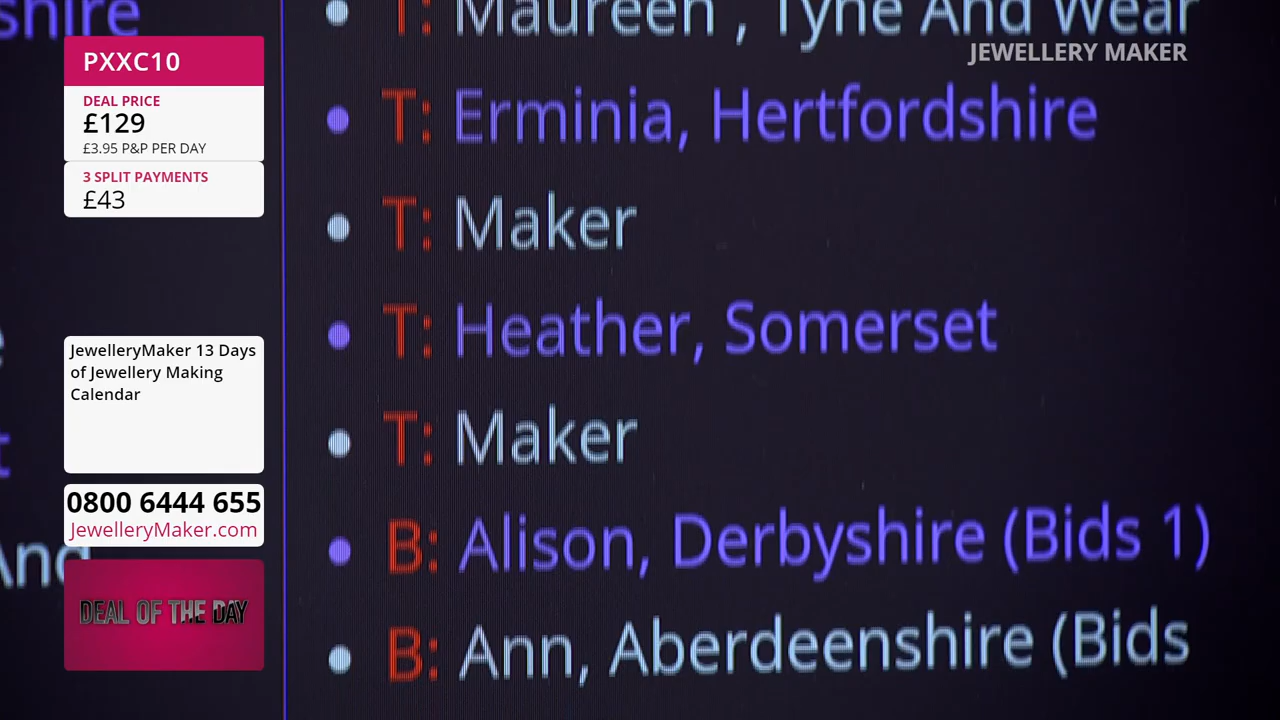 shire
PXXC10
DEAL PRICE
£129
£3.95 P&P PER DAY
3 SPLIT PAYMENTS
£43
JewelleryMaker 13 Days
of Jewellery Making
Calendar
0800 6444 655
JewelleryMaker.com
And
DEAL OF THE DAY
JEWELLERY MAKER
T: Maureen , Tyne And Wear
T: Erminia, Hertfordshire
T: Maker
T: Heather, Somerset
T: Maker
B: Alison, Derbyshire (Bids 1)
B: Ann, Aberdeenshire (Bids